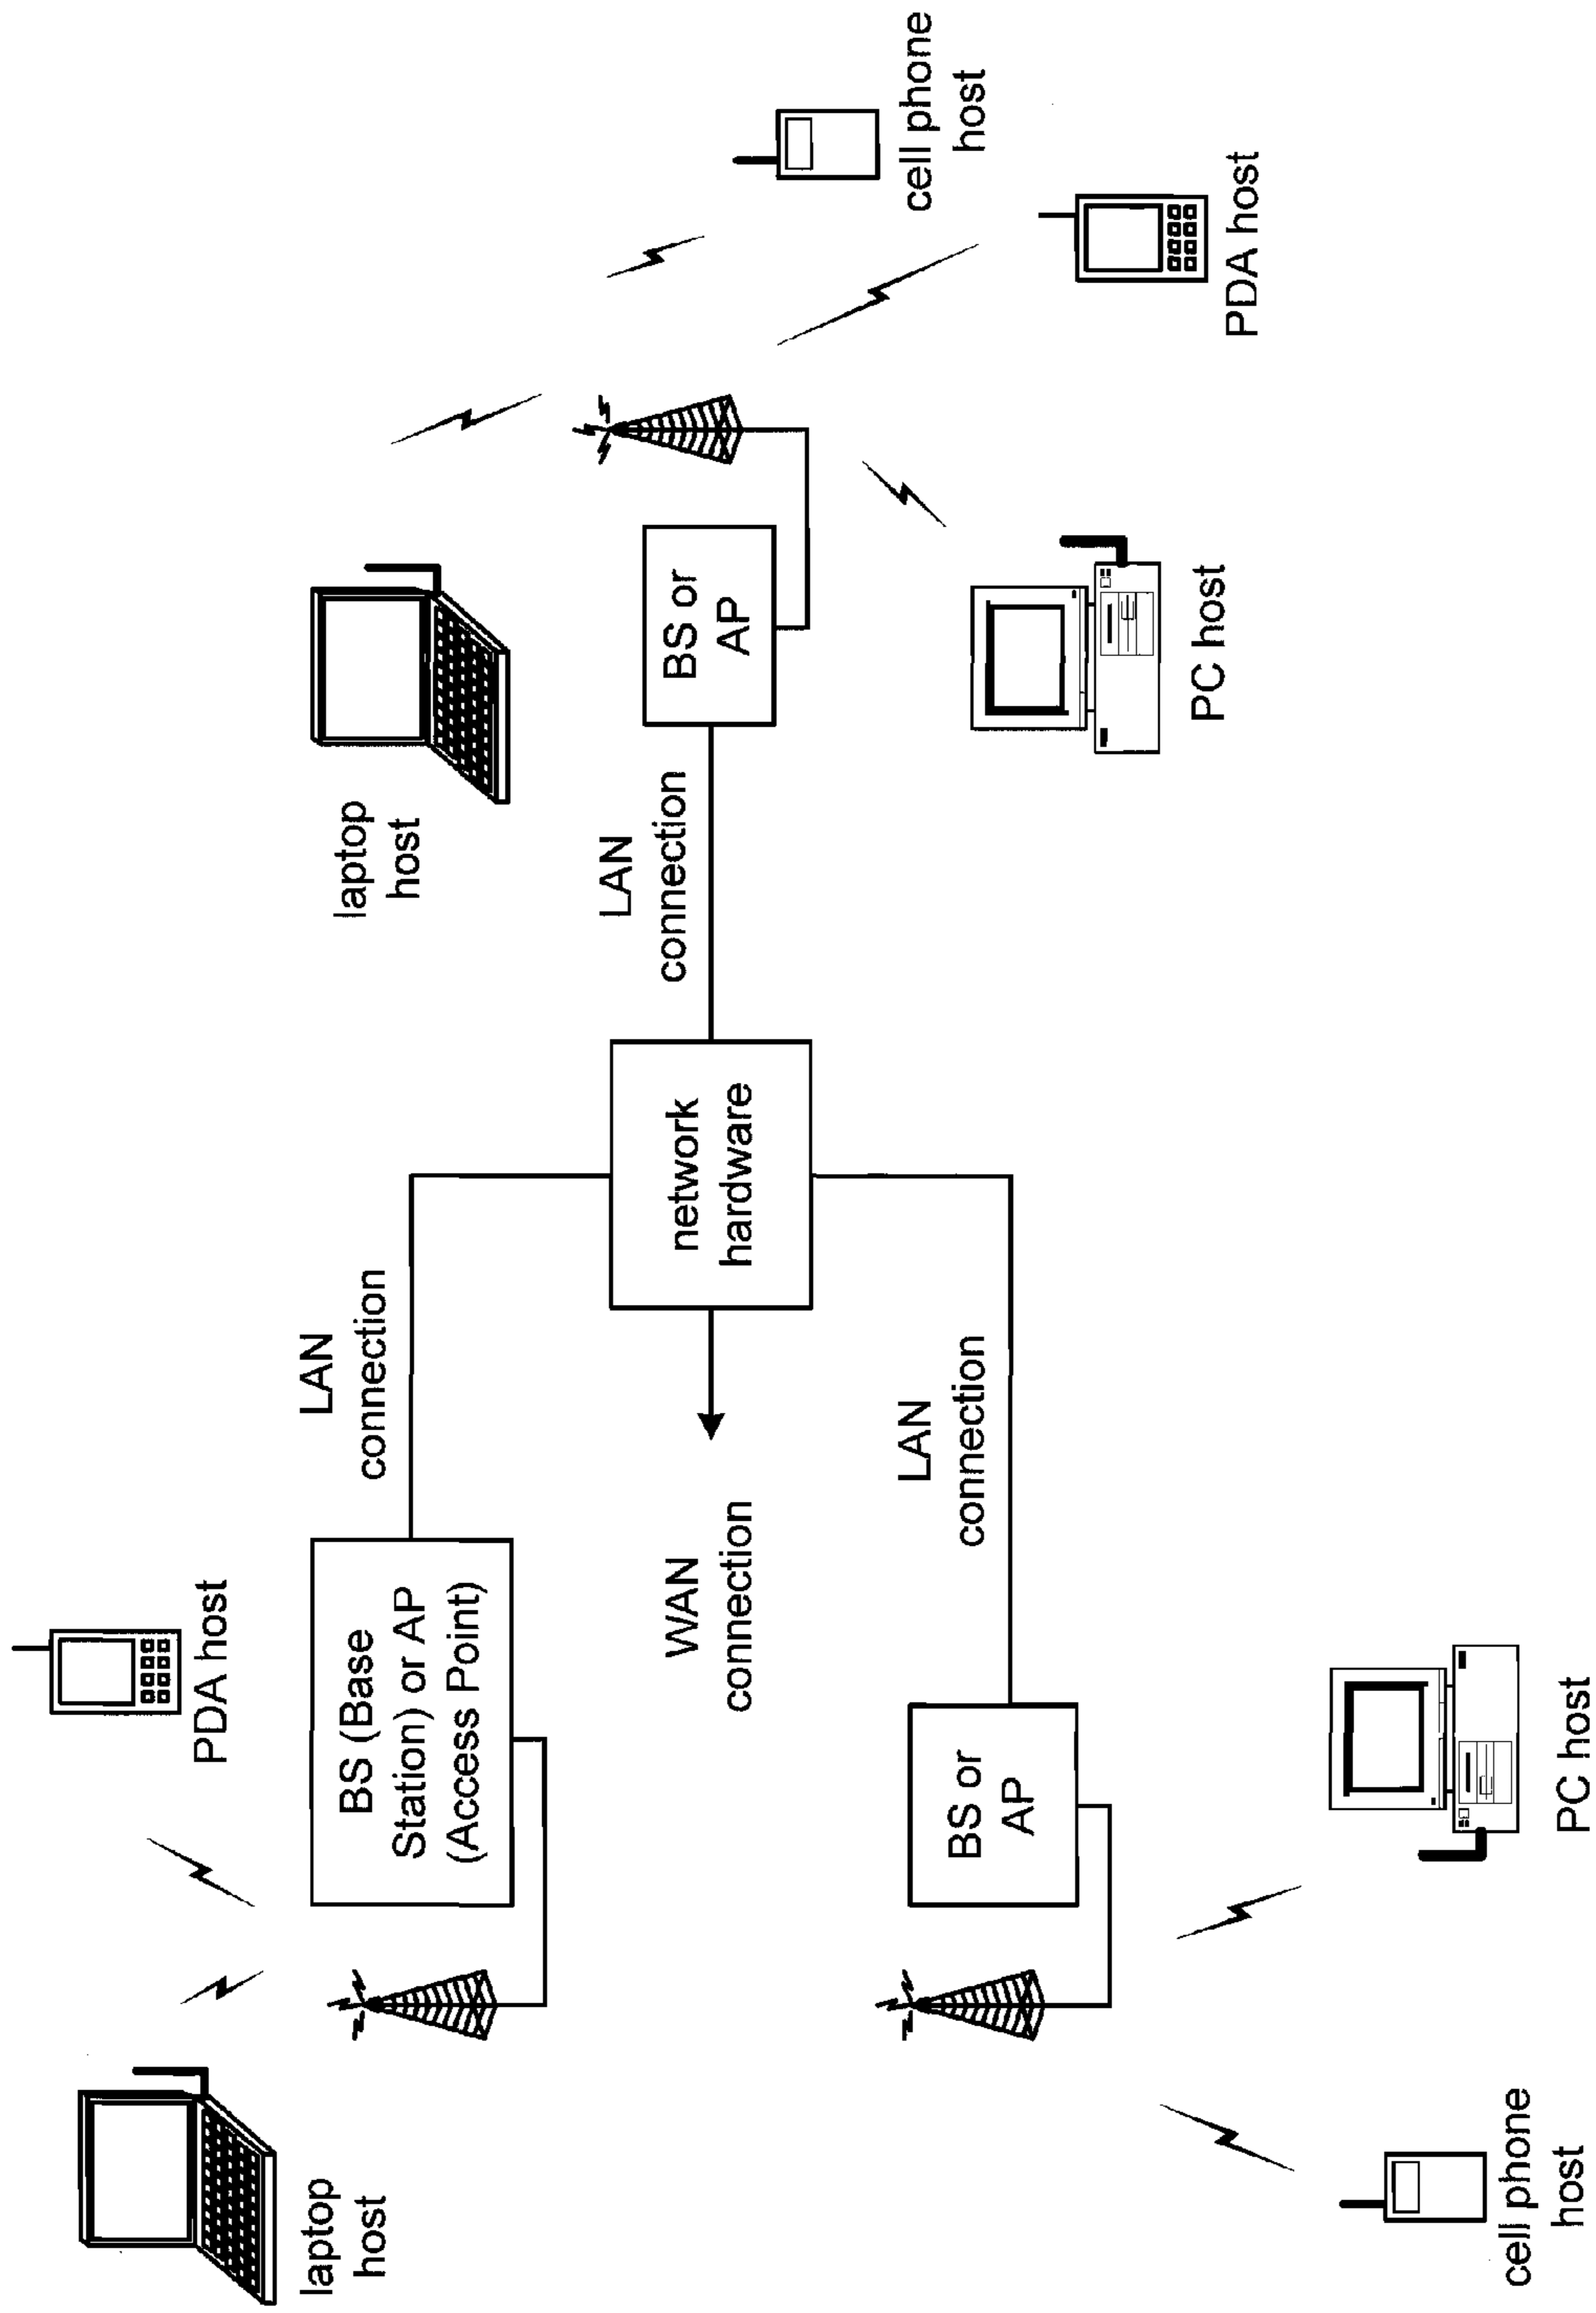 PDA host
laptop
host
BS (Base
Station) or AP
(Access Point)
LAN
connection
laptop
host
LAN
connection
BS or
AP
WAN
connection
network
hardware
cell phone
host
PDA host
PC host
LAN
connection
BS or
AP
cell phone
host
PC host